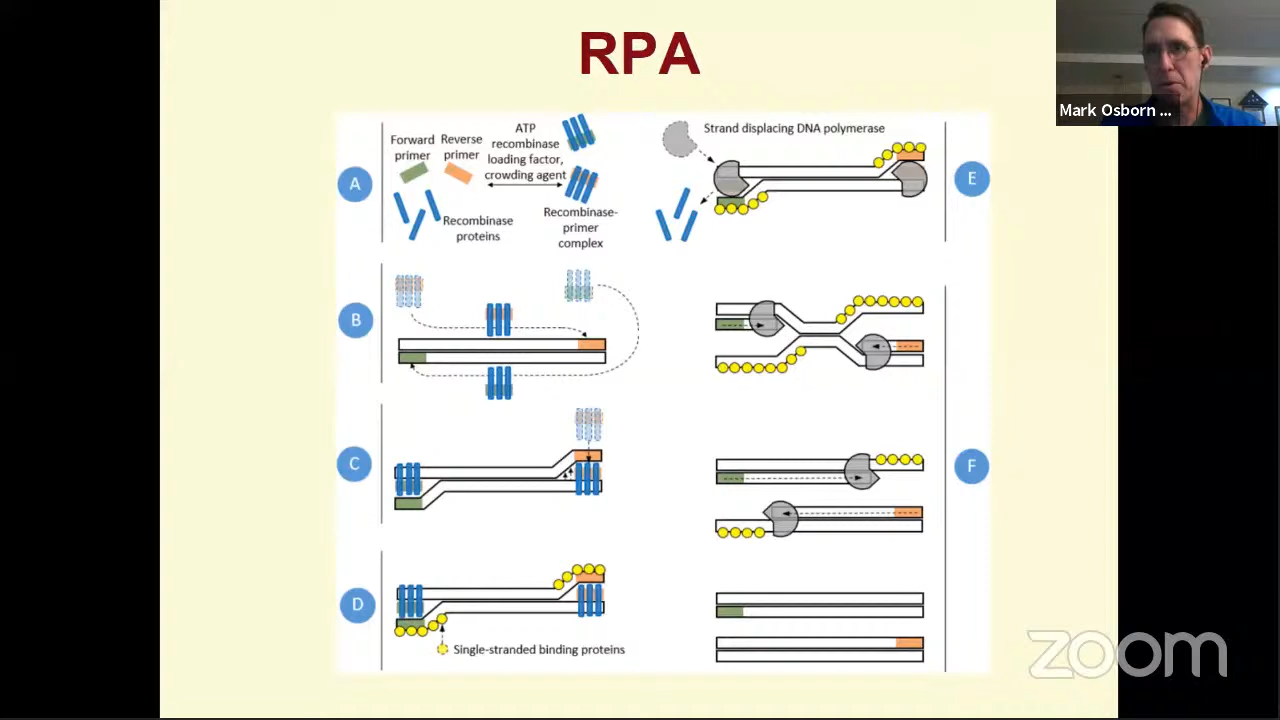 RPA
Mark Osborn ...
A
Forward
primer
Reverse
primer
ATP
recombinase
loading factor,
crowding agent
Recombinase
proteins
Recombinase-
primer
complex
Strand displacing DNA polymerase
E
B
C
F
D
Single-stranded binding proteins
zoom